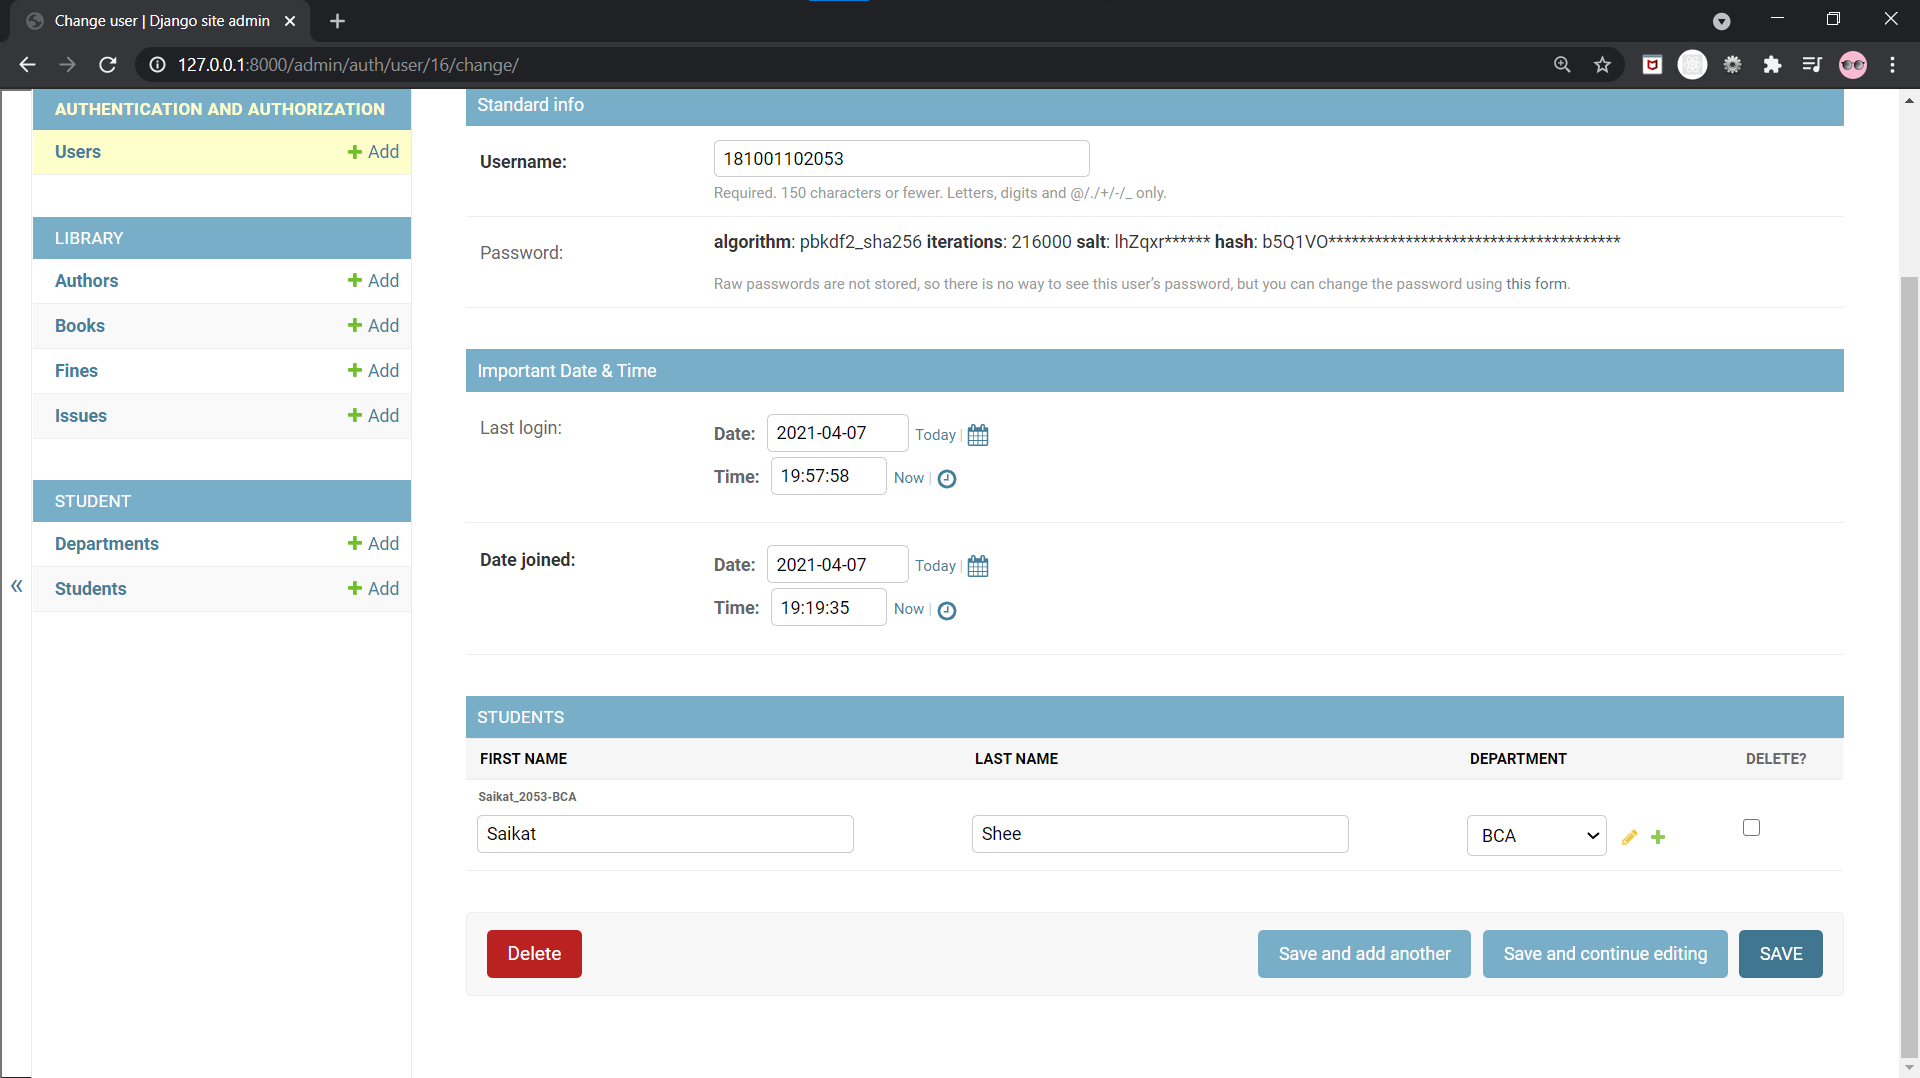 Change user | Django site admin
127.0.0.1:8000/admin/auth/user/16/change/
AUTHENTICATION AND AUTHORIZATION
Users Add
LIBRARY
Authors Add
Books Add
Fines Add
Issues Add
STUDENT
Departments Add
Students Add
«
Standard info
Username: 181001102053
Required. 150 characters or fewer. Letters, digits and @/./+/-/_ only.
Password: algorithm: pbkdf2_sha256 iterations: 216000 salt: lhZqxr****** hash: b5Q1VO**************************************
Raw passwords are not stored, so there is no way to see this user’s password, but you can change the password using this form.
Important Date & Time
Last login: Date: 2021-04-07 Today |
Time: 19:57:58 Now |
Date joined: Date: 2021-04-07 Today |
Time: 19:19:35 Now |
STUDENTS
FIRST NAME LAST NAME DEPARTMENT DELETE?
Saikat_2053-BCA
Saikat Shee BCA
Delete Save and add another Save and continue editing SAVE